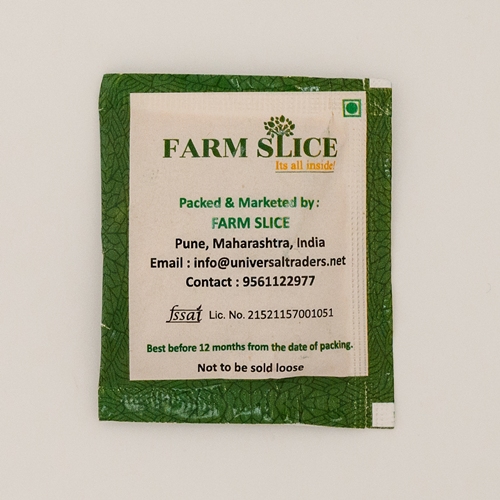 FARM SLICE
Its all inside!
Packed & Marketed by :
FARM SLICE
Pune, Maharashtra, India
Email : info@universaltraders.net
Contact : 9561122977
fssai Lic. No. 21521157001051
Best before 12 months from the date of packing.
Not to be sold loose